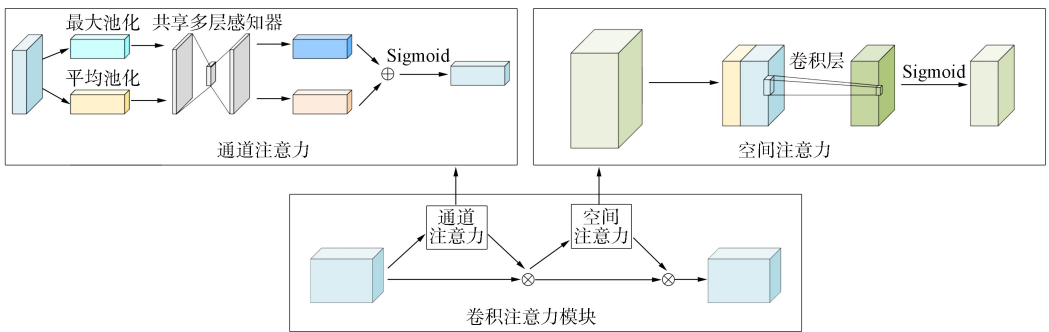 最大池化
共享多层感知器
Sigmoid
平均池化
通道注意力
卷积层
Sigmoid
空间注意力
通道
注意力
空间
注意力
卷积注意力模块